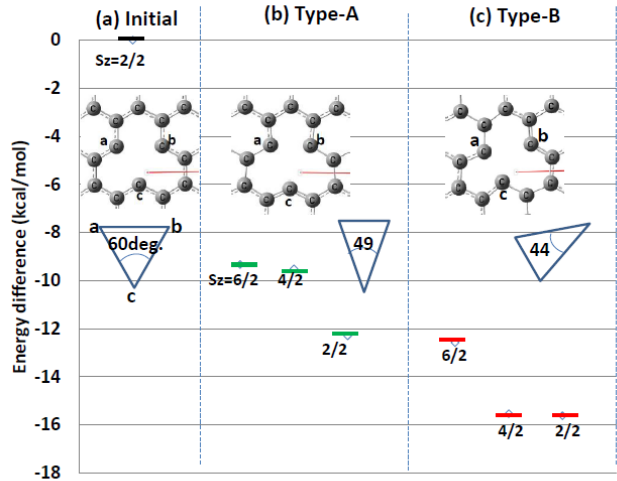 (a) Initial
(b) Type-A
(c) Type-B
Energy difference (kcal/mol)
0
-2
-4
-6
-8
-10
-12
-14
-16
-18
Sz=2/2
a
b
c
a
b
c
a
b
c
a b
60deg.
c
49
44
Sz=6/2
4/2
2/2
6/2
4/2
2/2